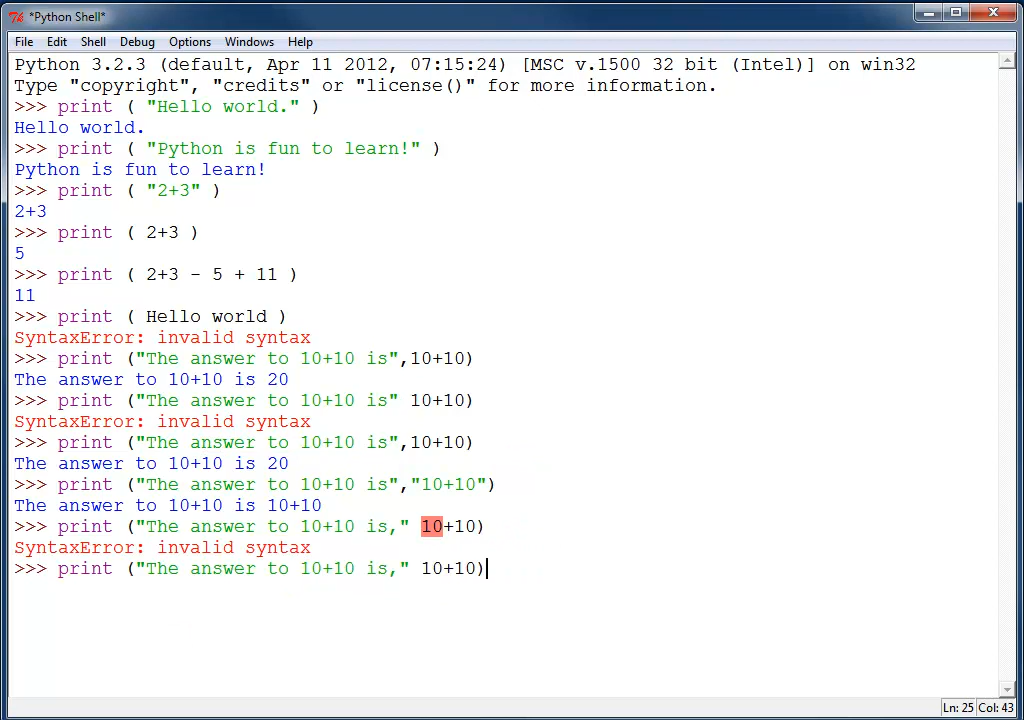 *Python Shell*
File Edit Shell Debug Options Windows Help
Python 3.2.3 (default, Apr 11 2012, 07:15:24) [MSC v.1500 32 bit (Intel)] on win32
Type "copyright", "credits" or "license()" for more information.
>>> print ( "Hello world." )
Hello world.
>>> print ( "Python is fun to learn!" )
Python is fun to learn!
>>> print ( "2+3" )
2+3
>>> print ( 2+3 )
5
>>> print ( 2+3 - 5 + 11 )
11
>>> print ( Hello world )
SyntaxError: invalid syntax
>>> print ("The answer to 10+10 is",10+10)
The answer to 10+10 is 20
>>> print ("The answer to 10+10 is" 10+10)
SyntaxError: invalid syntax
>>> print ("The answer to 10+10 is",10+10)
The answer to 10+10 is 20
>>> print ("The answer to 10+10 is","10+10")
The answer to 10+10 is 10+10
>>> print ("The answer to 10+10 is," 10+10)
SyntaxError: invalid syntax
>>> print ("The answer to 10+10 is," 10+10)
Ln: 25 Col: 43